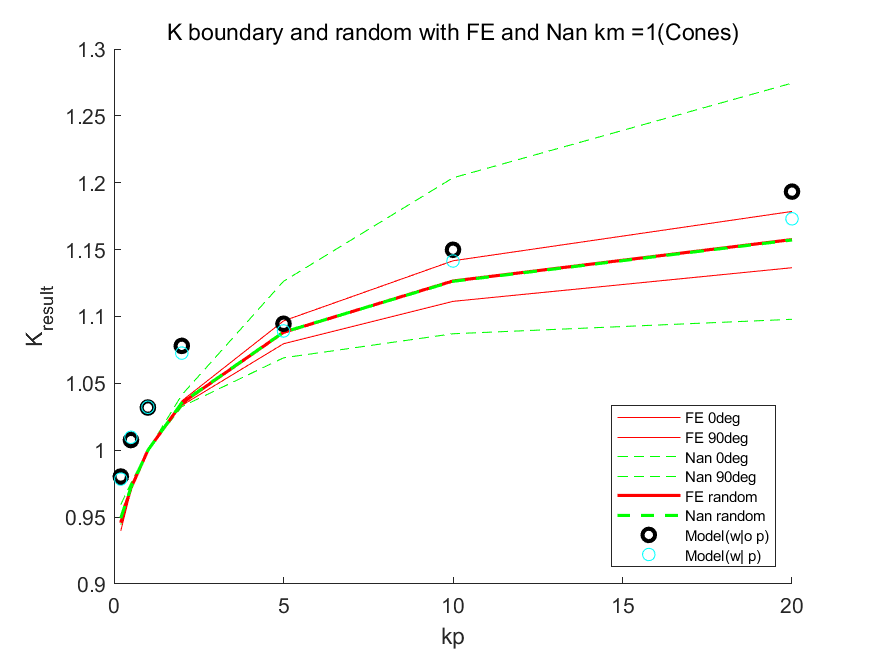 K boundary and random with FE and Nan km =1(Cones)
1.3
1.25
1.2
1.15
1.1
1.05
1
0.95
0.9
K_result
0 5 10 15 20
kp
FE 0deg
FE 90deg
Nan 0deg
Nan 90deg
FE random
Nan random
Model(w|o p)
Model(w| p)